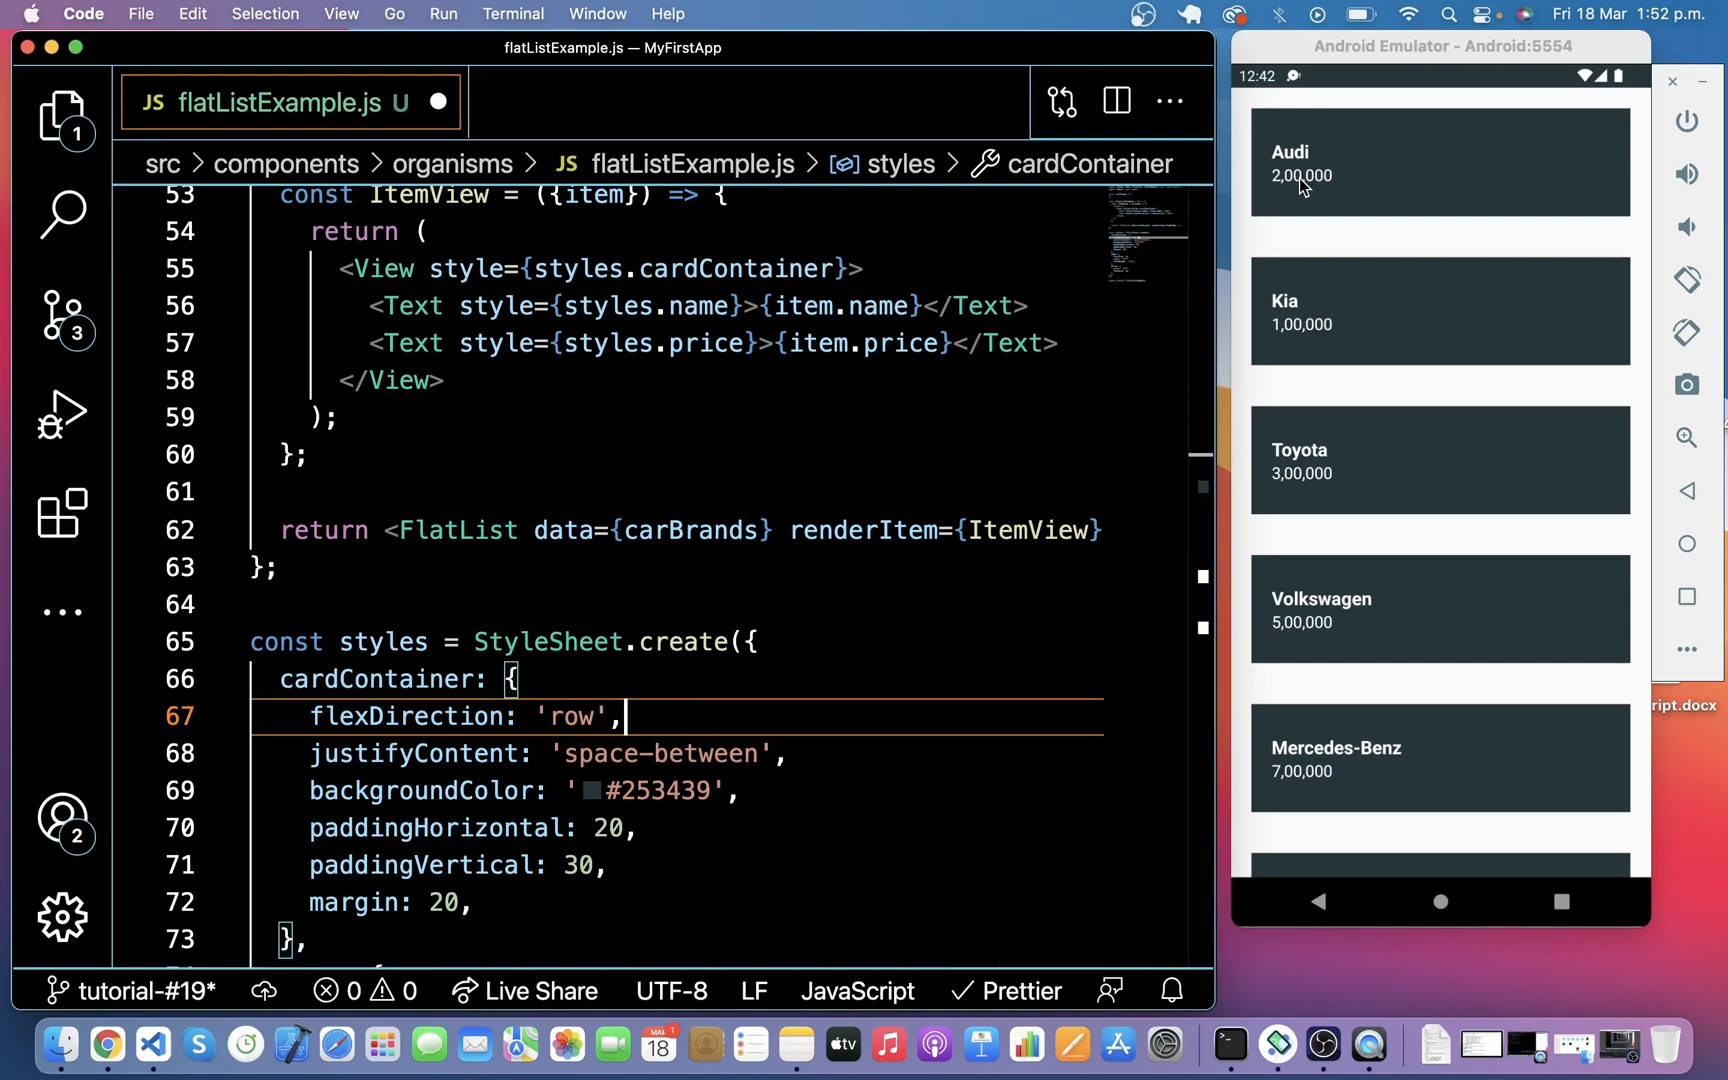 Code File Edit Selection View Go Run Terminal Window Help
Fri 18 Mar 1:52 p.m.
flatListExample.js — MyFirstApp
JS flatListExample.js U
src > components > organisms > JS flatListExample.js > styles > cardContainer
53 const ItemView = ({item}) => {
54 return (
55 <View style={styles.cardContainer}>
56 <Text style={styles.name}>{item.name}</Text>
57 <Text style={styles.price}>{item.price}</Text>
58 </View>
59 );
60 };
61
62 return <FlatList data={carBrands} renderItem={ItemView}
63 };
64
65 const styles = StyleSheet.create({
66 cardContainer: {
67 flexDirection: 'row',
68 justifyContent: 'space-between',
69 backgroundColor: '#253439',
70 paddingHorizontal: 20,
71 paddingVertical: 30,
72 margin: 20,
73 },
1
3
2
tutorial-#19* 0 0 Live Share UTF-8 LF JavaScript Prettier
Android Emulator - Android:5554
12:42
Audi
2,00,000
Kia
1,00,000
Toyota
3,00,000
Volkswagen
5,00,000
Mercedes-Benz
7,00,000
ript.docx
18
tv